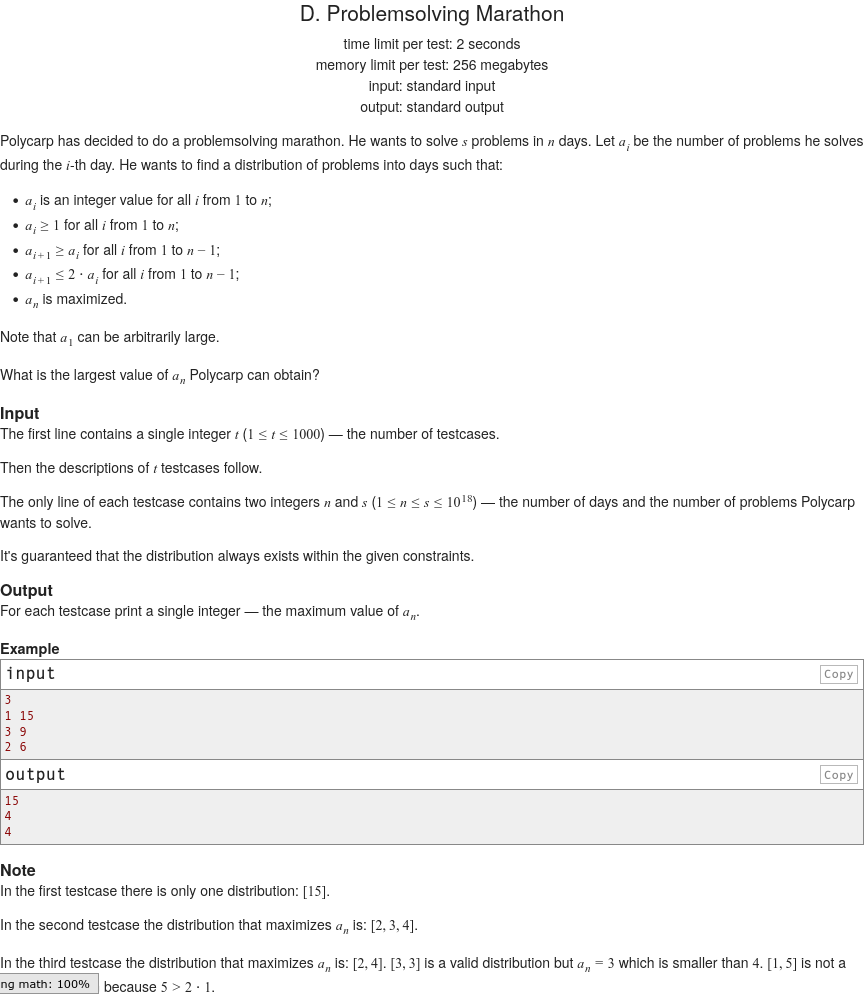 D. Problemsolving Marathon
time limit per test: 2 seconds
memory limit per test: 256 megabytes
input: standard input
output: standard output
Polycarp has decided to do a problemsolving marathon. He wants to solve s problems in n days. Let a_i be the number of problems he solves
during the i-th day. He wants to find a distribution of problems into days such that:
• a_i is an integer value for all i from 1 to n;
• a_i ≥ 1 for all i from 1 to n;
• a_{i+1} ≥ a_i for all i from 1 to n − 1;
• a_{i+1} ≤ 2 · a_i for all i from 1 to n − 1;
• a_n is maximized.
Note that a_1 can be arbitrarily large.
What is the largest value of a_n Polycarp can obtain?
Input
The first line contains a single integer t (1 ≤ t ≤ 1000) — the number of testcases.
Then the descriptions of t testcases follow.
The only line of each testcase contains two integers n and s (1 ≤ n ≤ s ≤ 10^18) — the number of days and the number of problems Polycarp
wants to solve.
It's guaranteed that the distribution always exists within the given constraints.
Output
For each testcase print a single integer — the maximum value of a_n.
Example
input
Copy
3
1 15
3 9
2 6
output
Copy
15
4
4
Note
In the first testcase there is only one distribution: [15].
In the second testcase the distribution that maximizes a_n is: [2, 3, 4].
In the third testcase the distribution that maximizes a_n is: [2, 4]. [3, 3] is a valid distribution but a_n = 3 which is smaller than 4. [1, 5] is not a
ng math: 100% because 5 > 2 · 1.